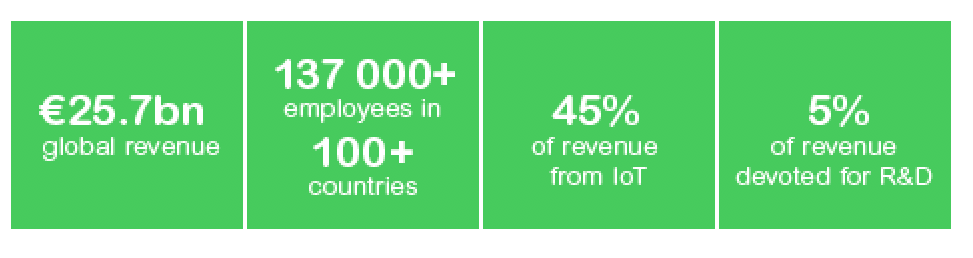 €25.7bn
global revenue
137 000+
employees in
100+
countries
45%
of revenue
from IoT
5%
of revenue
devoted for R&D